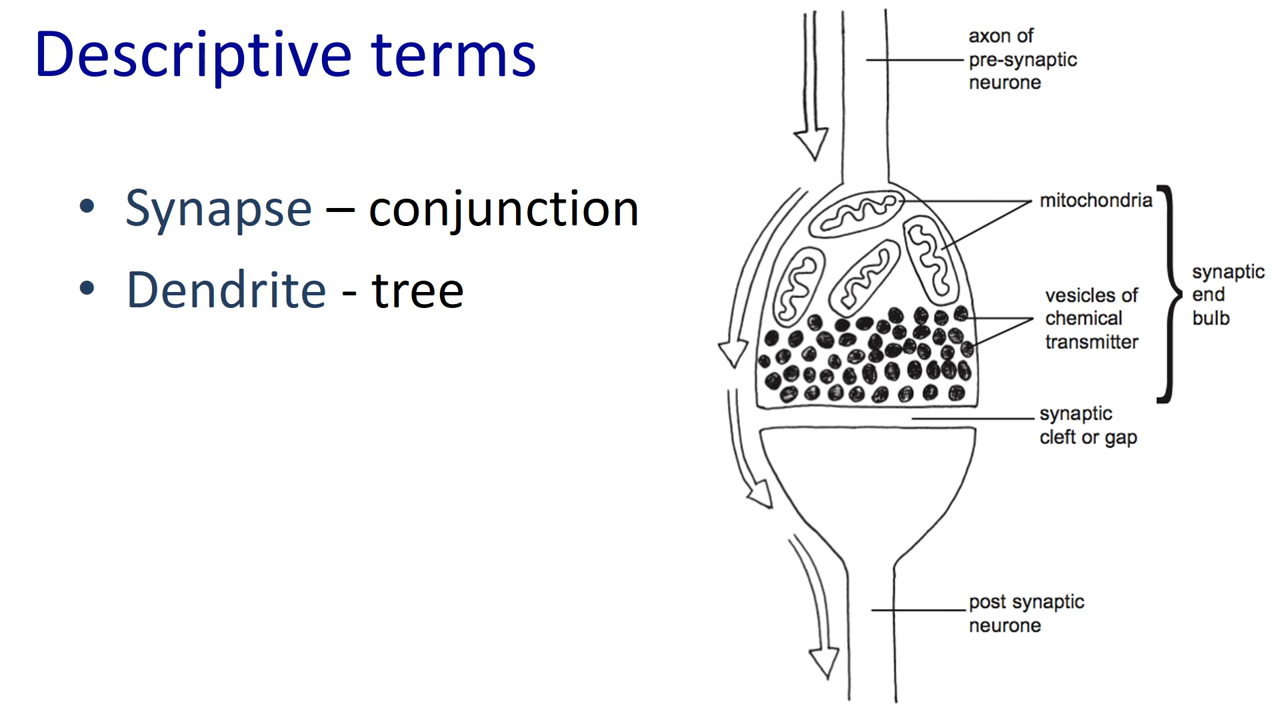 Descriptive terms
• Synapse – conjunction
• Dendrite - tree
axon of
pre-synaptic
neurone
mitochondria
vesicles of
chemical
transmitter
synaptic
end
bulb
synaptic
cleft or gap
post synaptic
neurone